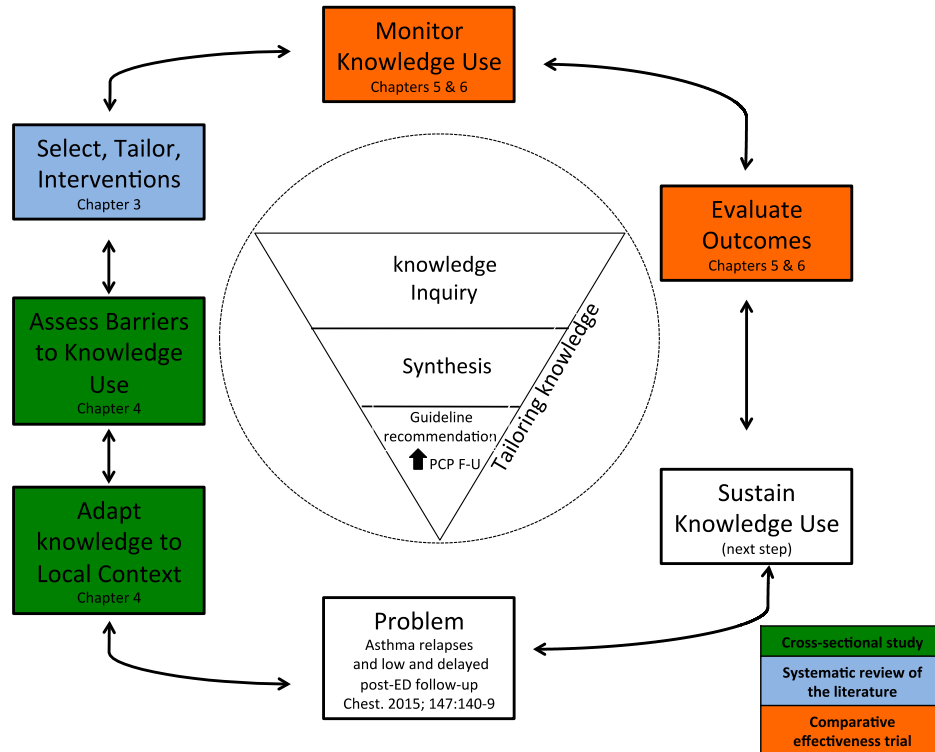 Monitor
Knowledge Use
Chapters 5 & 6
Select, Tailor,
Interventions
Chapter 3
Evaluate
Outcomes
Chapters 5 & 6
knowledge
Inquiry
Synthesis
Guideline
recommendation
PCP F-U
Tailoring knowledge
Assess Barriers
to Knowledge
Use
Chapter 4
Adapt
knowledge to
Local Context
Chapter 4
Sustain
Knowledge Use
(next step)
Problem
Asthma relapses
and low and delayed
post-ED follow-up
Chest. 2015; 147:140-9
Cross-sectional study
Systematic review of
the literature
Comparative
effectiveness trial